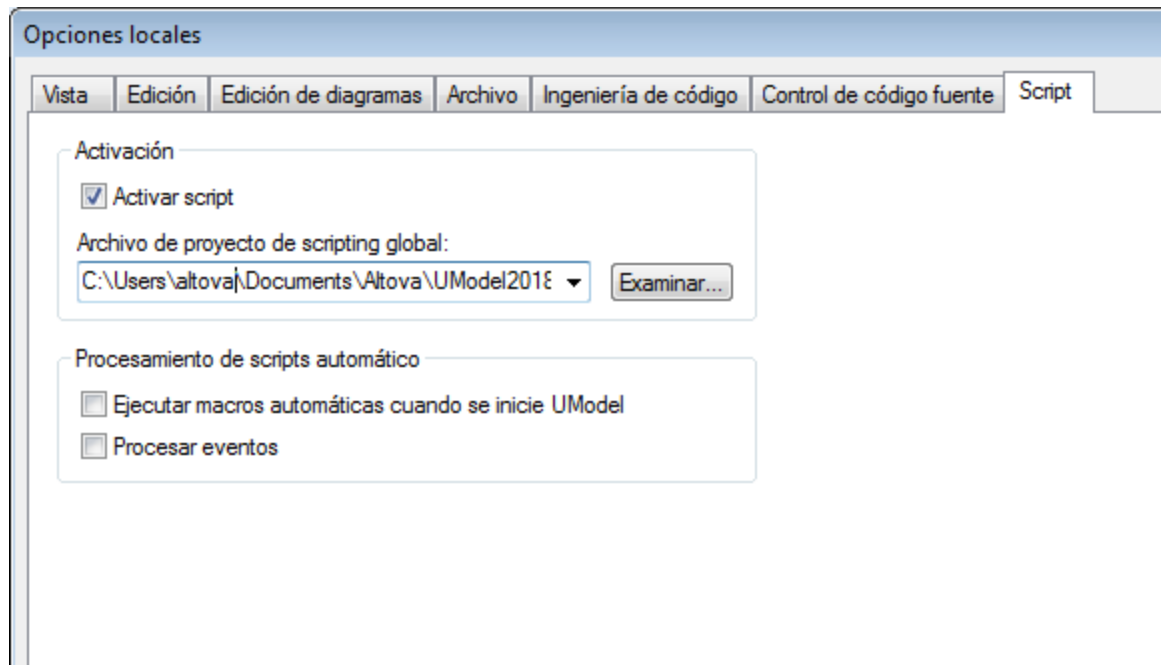 Opciones locales
Vista Edición Edición de diagramas Archivo Ingeniería de código Control de código fuente Script
Activación
Activar script
Archivo de proyecto de scripting global:
C:\Users\altova\Documents\Altova\UModel2018 Examinar...
Procesamiento de scripts automático
Ejecutar macros automáticas cuando se inicie UModel
Procesar eventos